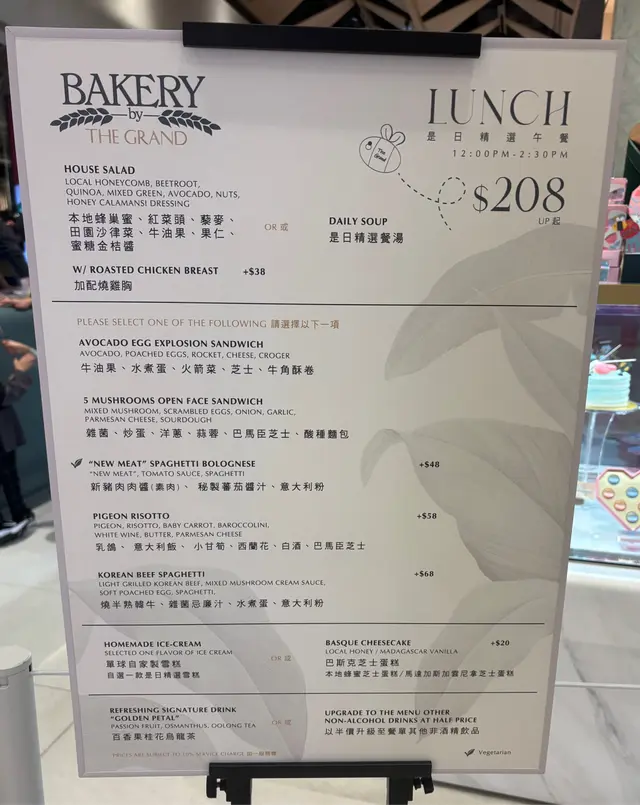 BAKERY
by
THE GRAND
LUNCH
是日精選午餐
12:00PM-2:30PM
The Grand
$208
UP 起
HOUSE SALAD
LOCAL HONEYCOMB, BEETROOT,
QUINOA, MIXED GREEN, AVOCADO, NUTS,
HONEY CALAMANSI DRESSING
本地蜂巢蜜、紅菜頭、藜麥、
田園沙律菜、牛油果、果仁、
蜜糖金桔醬
OR 或
DAILY SOUP
是日精選餐湯
W/ ROASTED CHICKEN BREAST +$38
加配燒雞胸
PLEASE SELECT ONE OF THE FOLLOWING 請選擇以下一項
AVOCADO EGG EXPLOSION SANDWICH
AVOCADO, POACHED EGGS, ROCKET, CHEESE, CROGER
牛油果、水煮蛋、火箭菜、芝士、牛角酥卷
5 MUSHROOMS OPEN FACE SANDWICH
MIXED MUSHROOM, SCRAMBLED EGGS, ONION, GARLIC,
PARMESAN CHEESE, SOURDOUGH
雜菌、炒蛋、洋蔥、蒜蓉、巴馬臣芝士、酸種麵包
"NEW MEAT" SPAGHETTI BOLOGNESE +$48
"NEW MEAT", TOMATO SAUCE, SPAGHETTI
新豬肉肉醬(素肉)、秘製蕃茄醬汁、意大利粉
PIGEON RISOTTO +$58
PIGEON, RISOTTO, BABY CARROT, BAROCCOLINI,
WHITE WINE, BUTTER, PARMESAN CHEESE
乳鴿、意大利飯、小甘筍、西蘭花、白酒、巴馬臣芝士
KOREAN BEEF SPAGHETTI +$68
LIGHT GRILLED KOREAN BEEF, MIXED MUSHROOM CREAM SAUCE,
SOFT POACHED EGG, SPAGHETTI,
燒半熟韓牛、雜菌忌廉汁、水煮蛋、意大利粉
HOMEMADE ICE-CREAM
SELECTED ONE FLAVOR OF ICE CREAM
單球自家製雪糕
自選一款是日精選雪糕
OR 或
BASQUE CHEESECAKE +$20
LOCAL HONEY / MADAGASCAR VANILLA
巴斯克芝士蛋糕
本地蜂蜜芝士蛋糕/馬達加斯加雲尼拿芝士蛋糕
REFRESHING SIGNATURE DRINK
"GOLDEN PETAL"
PASSION FRUIT, OSMANTHUS, OOLONG TEA
百香果桂花烏龍茶
OR 或
UPGRADE TO THE MENU OTHER
NON-ALCOHOL DRINKS AT HALF PRICE
以半價升級至餐單其他非酒精飲品
PRICES ARE SUBJECT TO 10% SERVICE CHARGE 加一服務費
Vegetarian